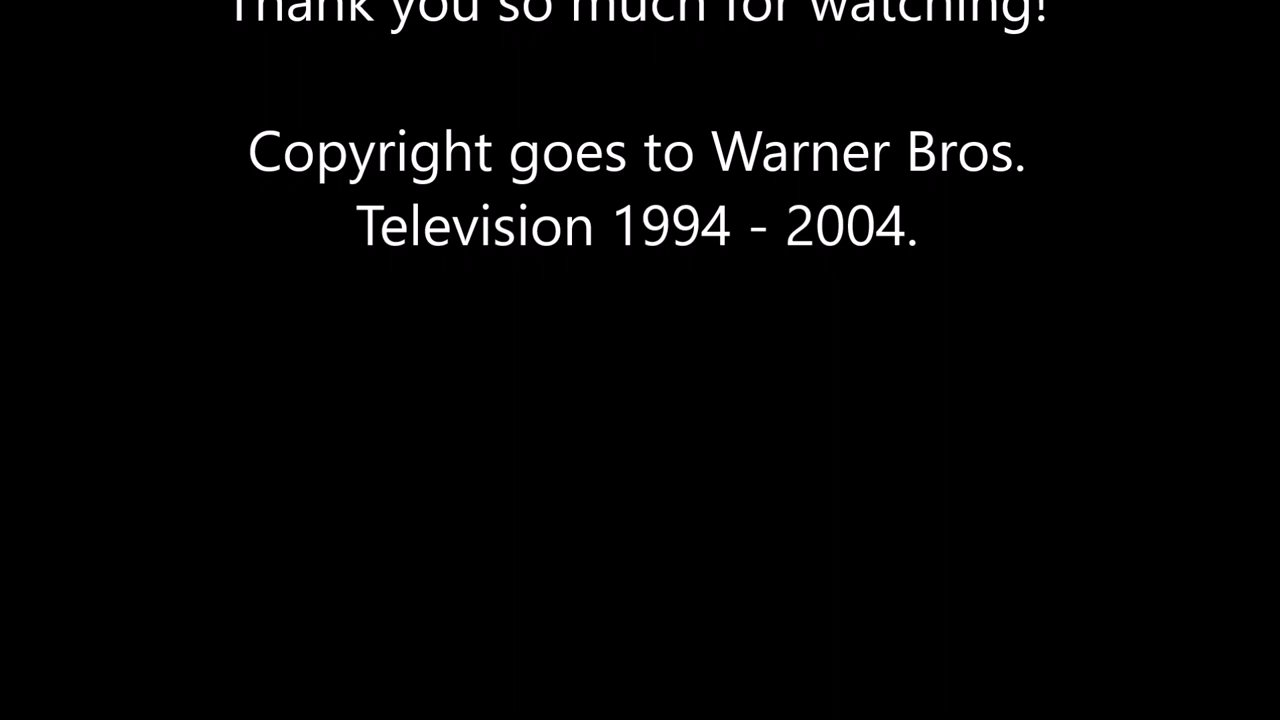 Thank you so much for watching!
Copyright goes to Warner Bros.
Television 1994 - 2004.